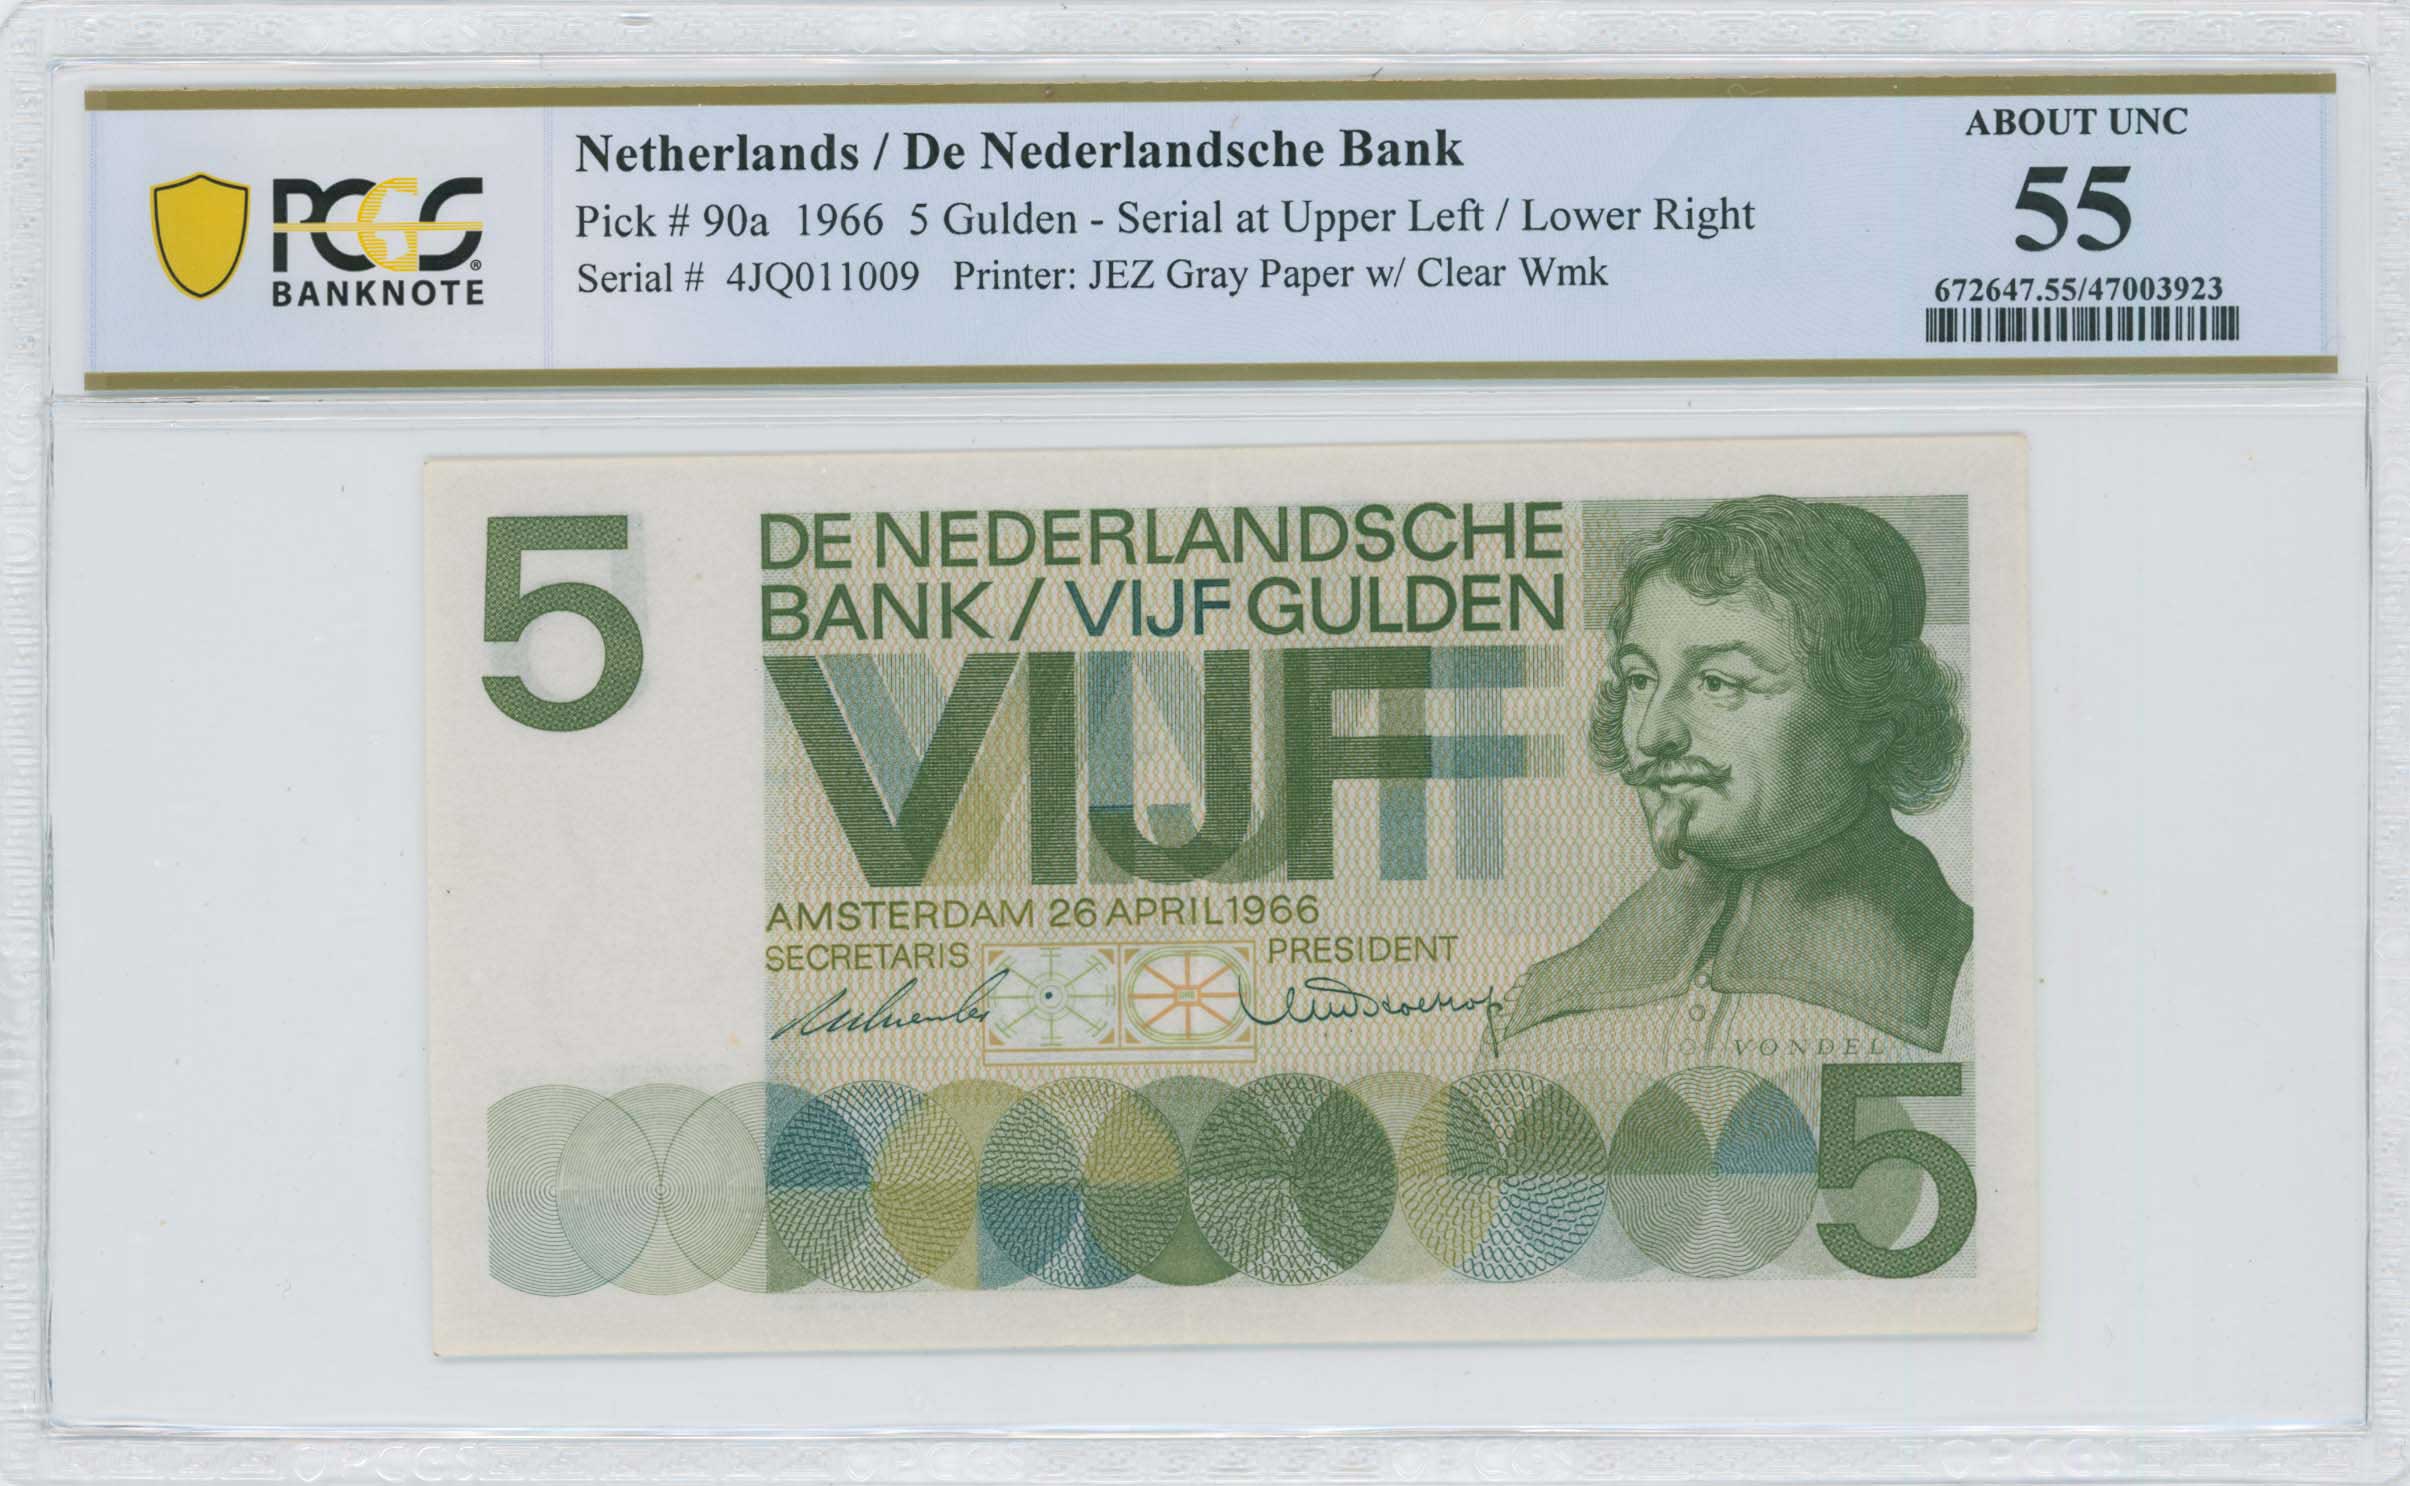 PCGS®
BANKNOTE
Netherlands / De Nederlandsche Bank
Pick # 90a 1966 5 Gulden - Serial at Upper Left / Lower Right
Serial # 4JQ011009 Printer: JEZ Gray Paper w/ Clear Wmk
ABOUT UNC
55
672647.55/47003923
5
DE NEDERLANDSCHE
BANK / VIJF GULDEN
VIJF
AMSTERDAM 26 APRIL 1966
SECRETARIS
PRESIDENT
VONDEL
5